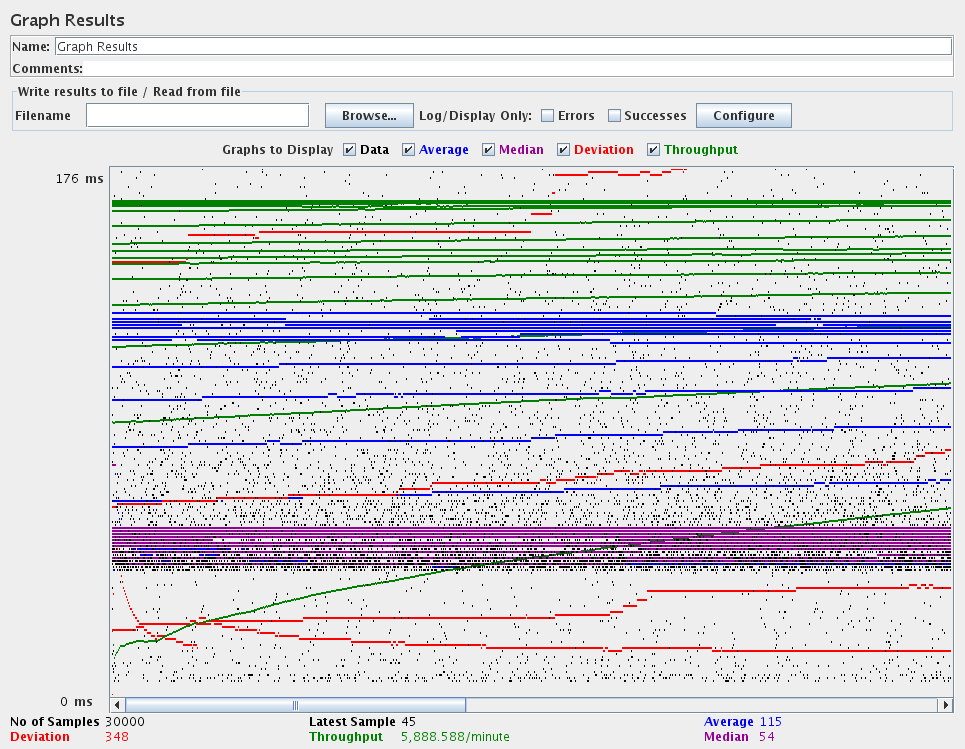 Graph Results
Name: Graph Results
Comments:
Write results to file / Read from file
Filename Browse... Log/Display Only: Errors Successes Configure
Graphs to Display Data Average Median Deviation Throughput
176 ms
0 ms
No of Samples 30000 Latest Sample 45 Average 115
Deviation 348 Throughput 5,888.588/minute Median 54